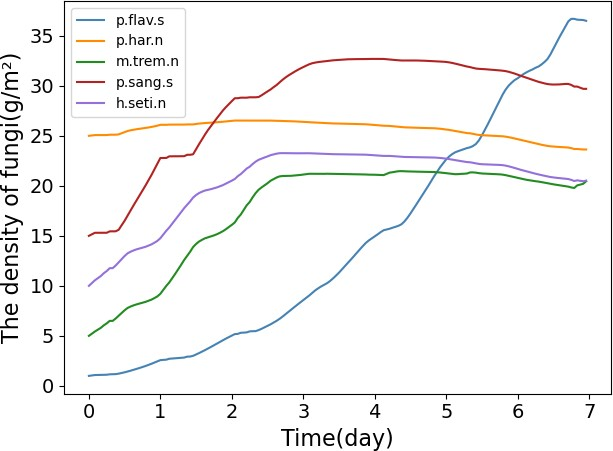 p.flav.s
p.har.n
m.trem.n
p.sang.s
h.seti.n
The density of fungi(g/m²)
35
30
25
20
15
10
5
0
0 1 2 3 4 5 6 7
Time(day)